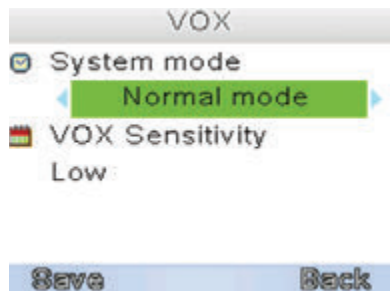 VOX
System mode
Normal mode
VOX Sensitivity
Low
Save Back